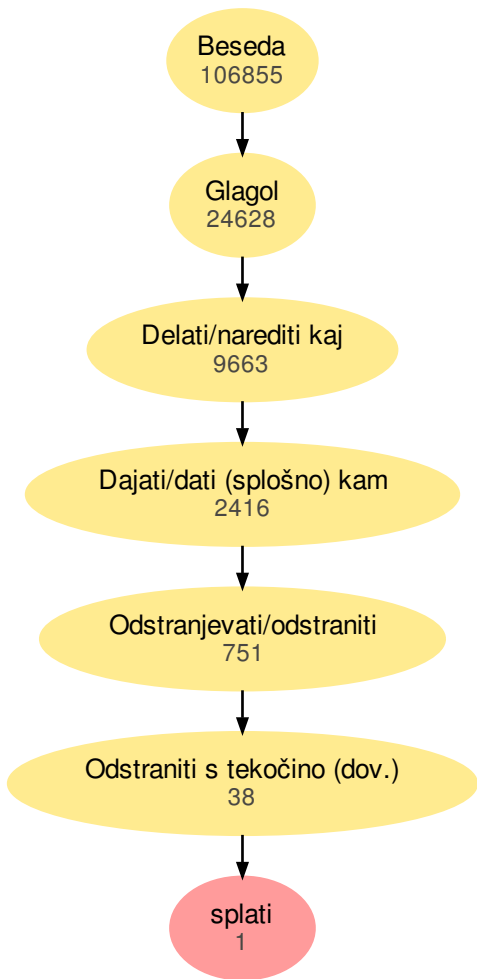 Beseda
106855
Glagol
24628
Delati/narediti kaj
9663
Dajati/dati (splošno) kam
2416
Odstranjevati/odstraniti
751
Odstraniti s tekočino (dov.)
38
splati
1